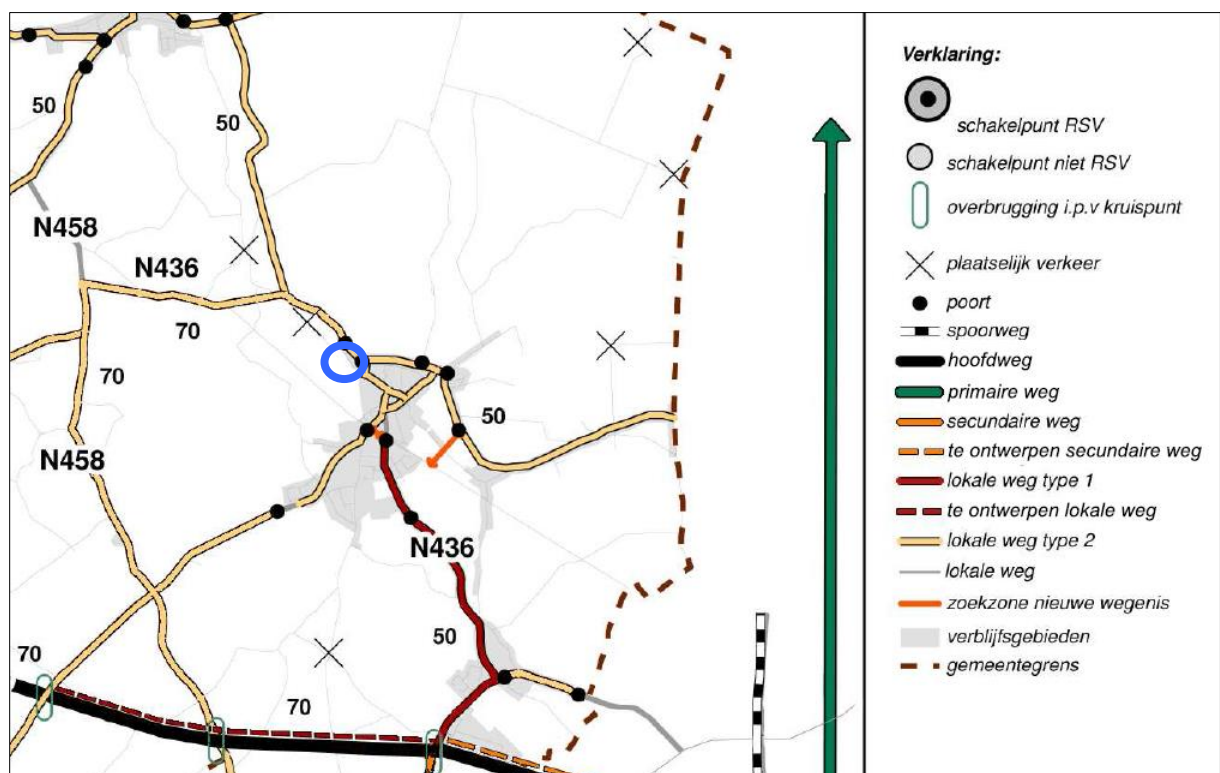 50
50
N458
N436
70
70
N458
50
N436
50
70
70
Verklaring:
schakelpunt RSV
schakelpunt niet RSV
overbrugging i.p.v kruispunt
plaatselijk verkeer
poort
spoorweg
hoofdweg
primaire weg
secundaire weg
te ontwerpen secundaire weg
lokale weg type 1
te ontwerpen lokale weg
lokale weg type 2
lokale weg
zoekzone nieuwe wegenis
verblijfsgebieden
gemeentegrens